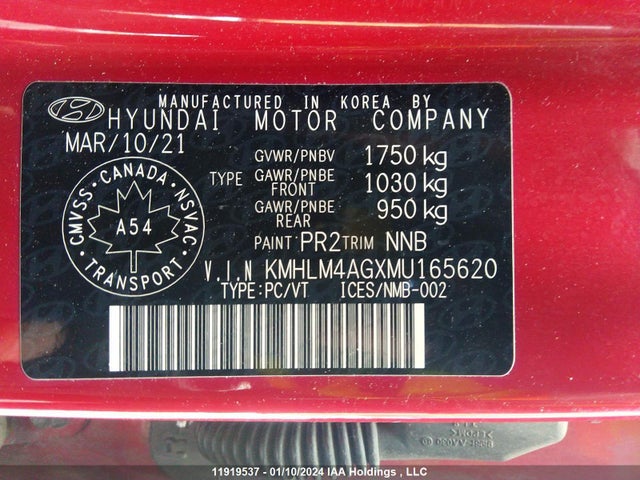 MANUFACTURED IN KOREA BY
HYUNDAI MOTOR COMPANY
MAR/10/21
CMVSS • CANADA • NSVAC
A54
• TRANSPORT •
TYPE
GVWR/PNBV 1750 kg
GAWR/PNBE FRONT 1030 kg
GAWR/PNBE REAR 950 kg
PAINT PR2 TRIM NNB
V.I.N KMHLM4AGXMU165620
TYPE:PC/VT ICES/NMB-002
11919537 - 01/10/2024 IAA Holdings , LLC